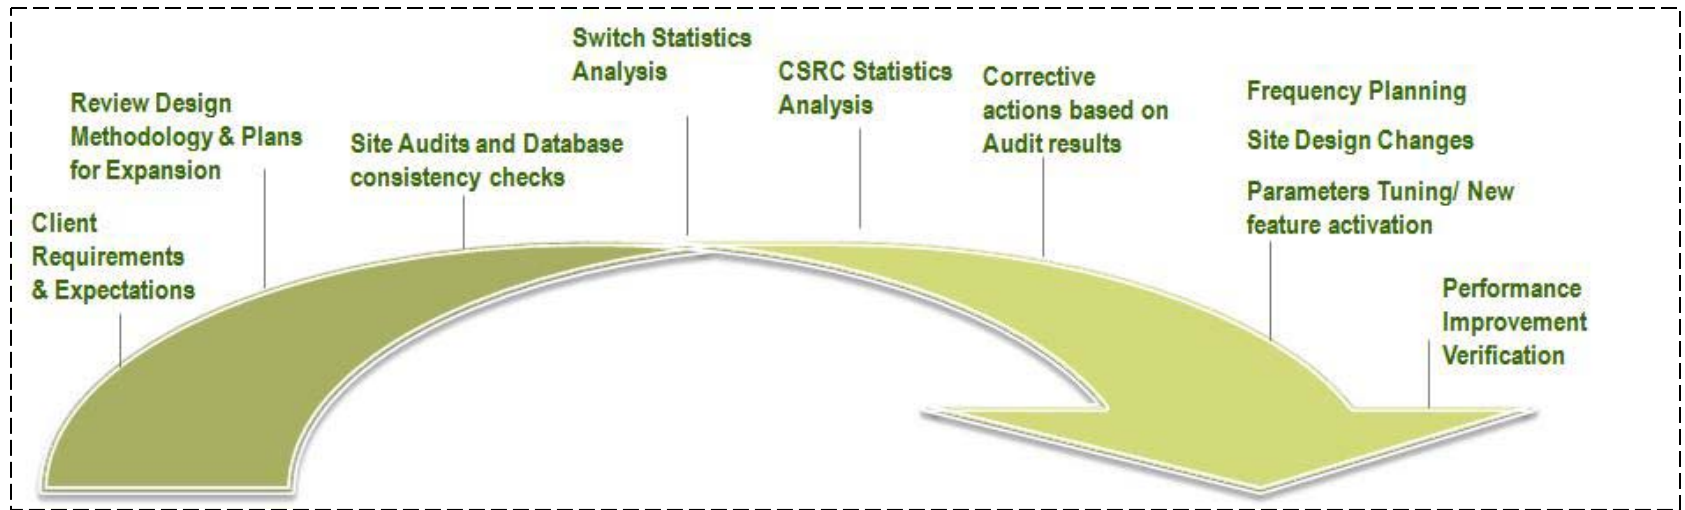 Client
Requirements
& Expectations
Review Design
Methodology & Plans
for Expansion
Site Audits and Database
consistency checks
Switch Statistics
Analysis
CSRC Statistics
Analysis
Corrective
actions based on
Audit results
Frequency Planning
Site Design Changes
Parameters Tuning/ New
feature activation
Performance
Improvement
Verification